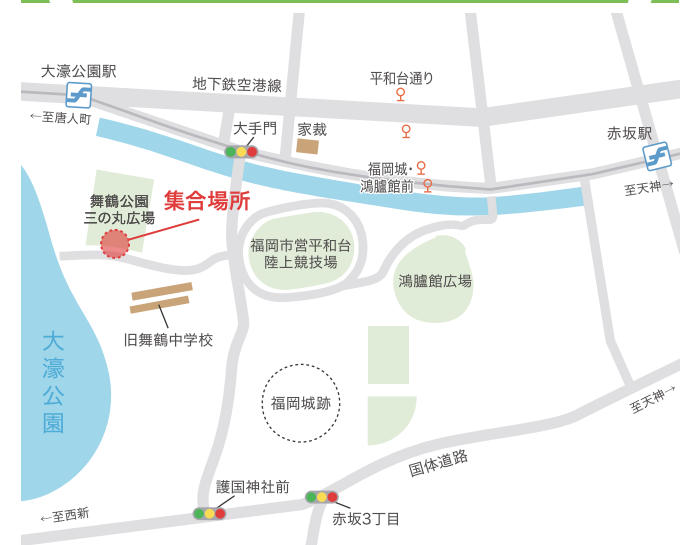 大濠公園駅
地下鉄空港線
平和台通り
←至唐人町
大手門
家裁
赤坂駅
福岡城・
鴻臚館前
至天神→
舞鶴公園
三の丸広場
集合場所
福岡市営平和台
陸上競技場
鴻臚館広場
旧舞鶴中学校
大濠公園
福岡城跡
至天神→
国体道路
護国神社前
←至西新
赤坂3丁目